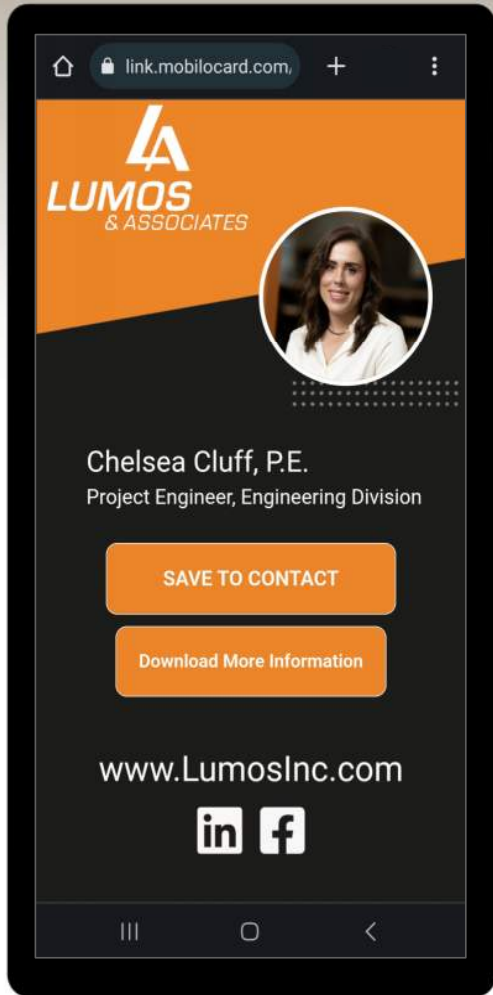 link.mobilocard.com/
LA
LUMOS
& ASSOCIATES
Chelsea Cluff, P.E.
Project Engineer, Engineering Division
SAVE TO CONTACT
Download More Information
www.LumosInc.com
in f